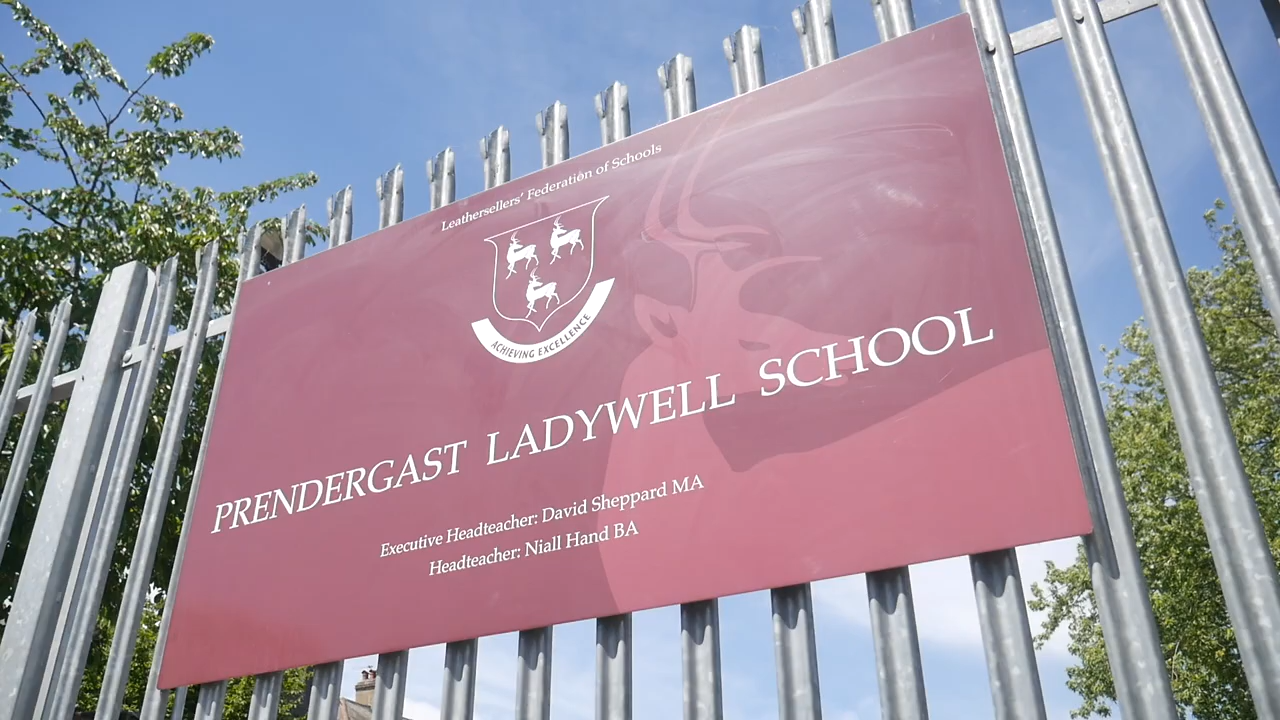 Leathersellers' Federation of Schools
ACHIEVING EXCELLENCE
PRENDERGAST LADYWELL SCHOOL
Executive Headteacher: David Sheppard MA
Headteacher: Niall Hand BA